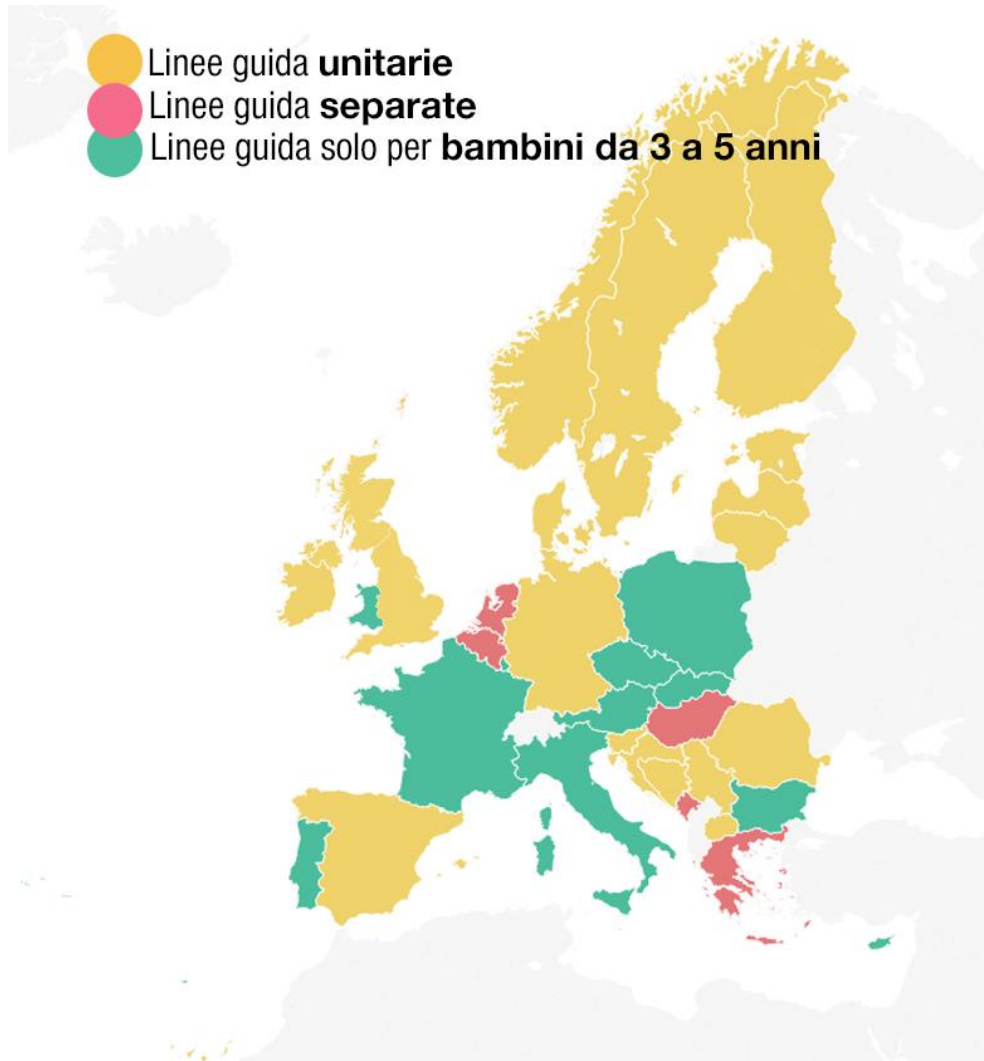 Linee guida unitarie
Linee guida separate
Linee guida solo per bambini da 3 a 5 anni